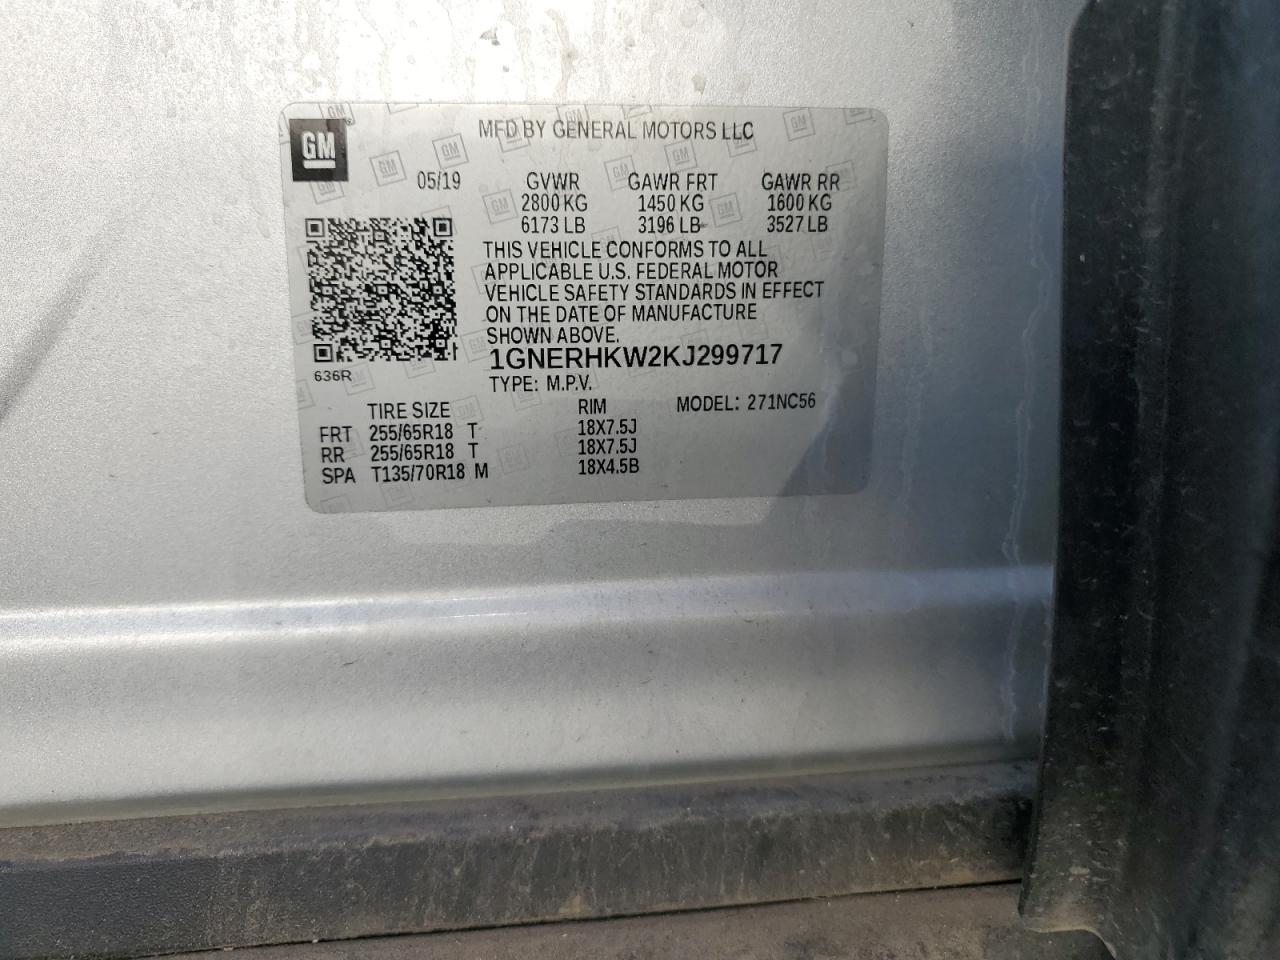 GM
MFD BY GENERAL MOTORS LLC
05/19 GVWR GAWR FRT GAWR RR
2800 KG 1450 KG 1600 KG
6173 LB 3196 LB 3527 LB
THIS VEHICLE CONFORMS TO ALL
APPLICABLE U.S. FEDERAL MOTOR
VEHICLE SAFETY STANDARDS IN EFFECT
ON THE DATE OF MANUFACTURE
SHOWN ABOVE.
1GNERHKW2KJ299717
636R
TYPE: M.P.V.
TIRE SIZE RIM MODEL: 271NC56
FRT 255/65R18 T 18X7.5J
RR 255/65R18 T 18X7.5J
SPA T135/70R18 M 18X4.5B